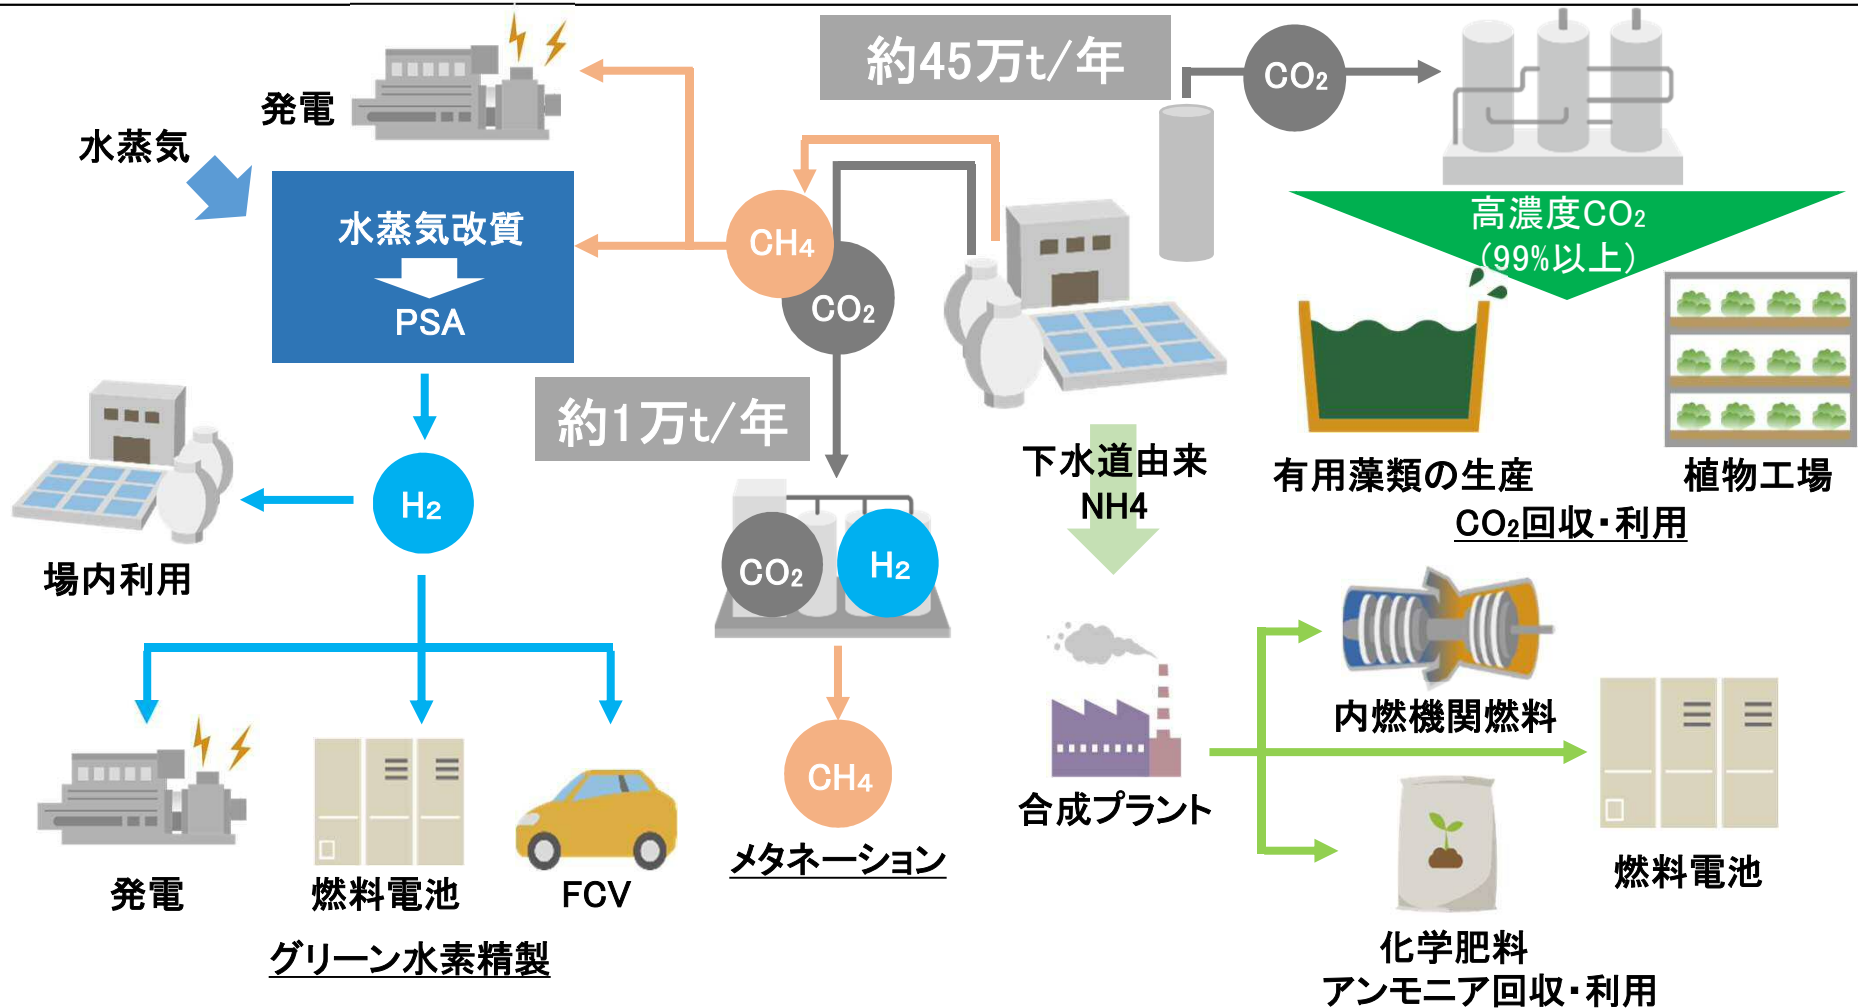 約45万t/年
CO₂
発電
水蒸気
水蒸気改質
PSA
CH₄
CO₂
高濃度CO₂
(99%以上)
約1万t/年
H₂
場内利用
下水道由来
NH4
有用藻類の生産
植物工場
CO₂回収・利用
CO₂
H₂
内燃機関燃料
CH₄
メタネーション
合成プラント
発電
燃料電池
FCV
グリーン水素精製
燃料電池
化学肥料
アンモニア回収・利用